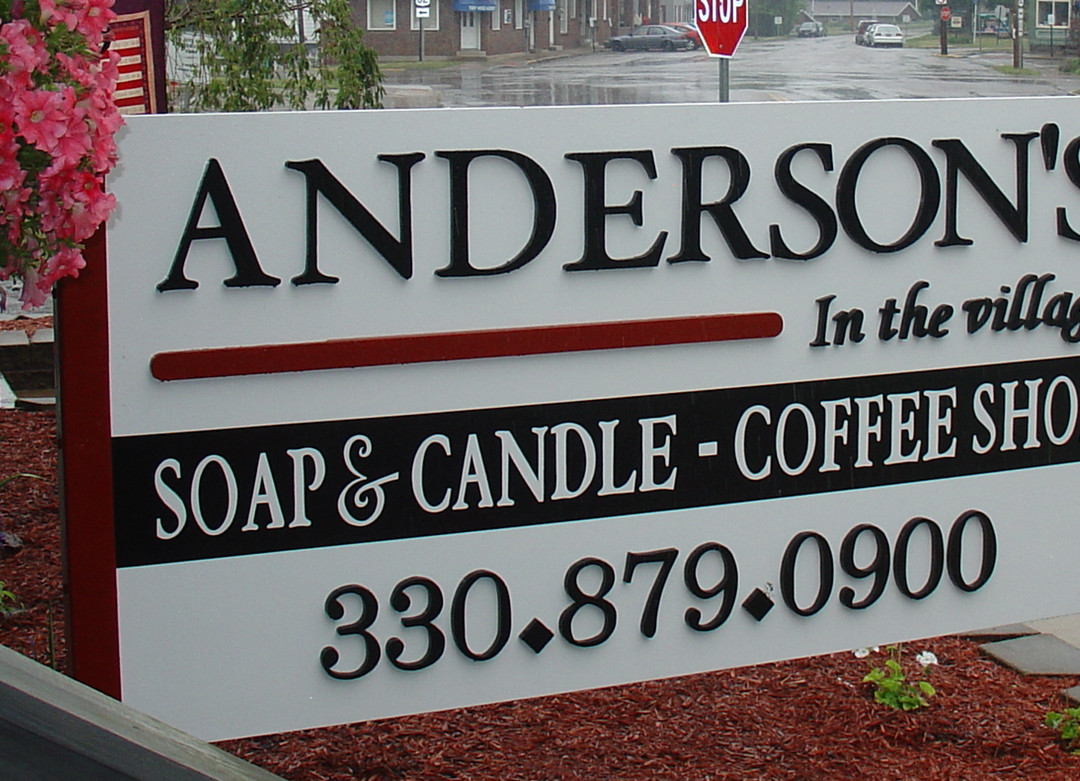 STOP
ANDERSON'S
In the villag
SOAP & CANDLE - COFFEE SHO
330.879.0900